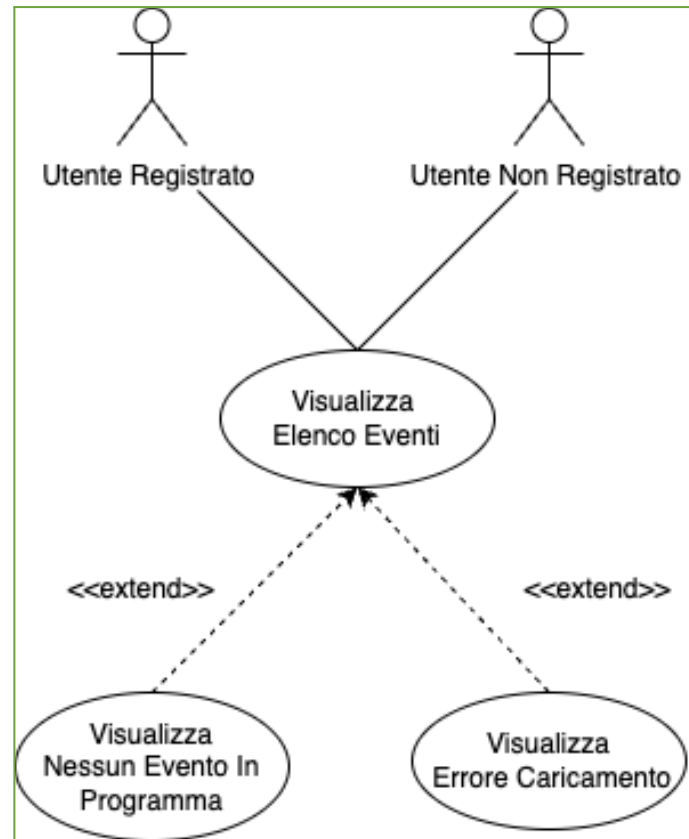 Utente Registrato
Utente Non Registrato
Visualizza
Elenco Eventi
<<extend>>
<<extend>>
Visualizza
Nessun Evento In
Programma
Visualizza
Errore Caricamento